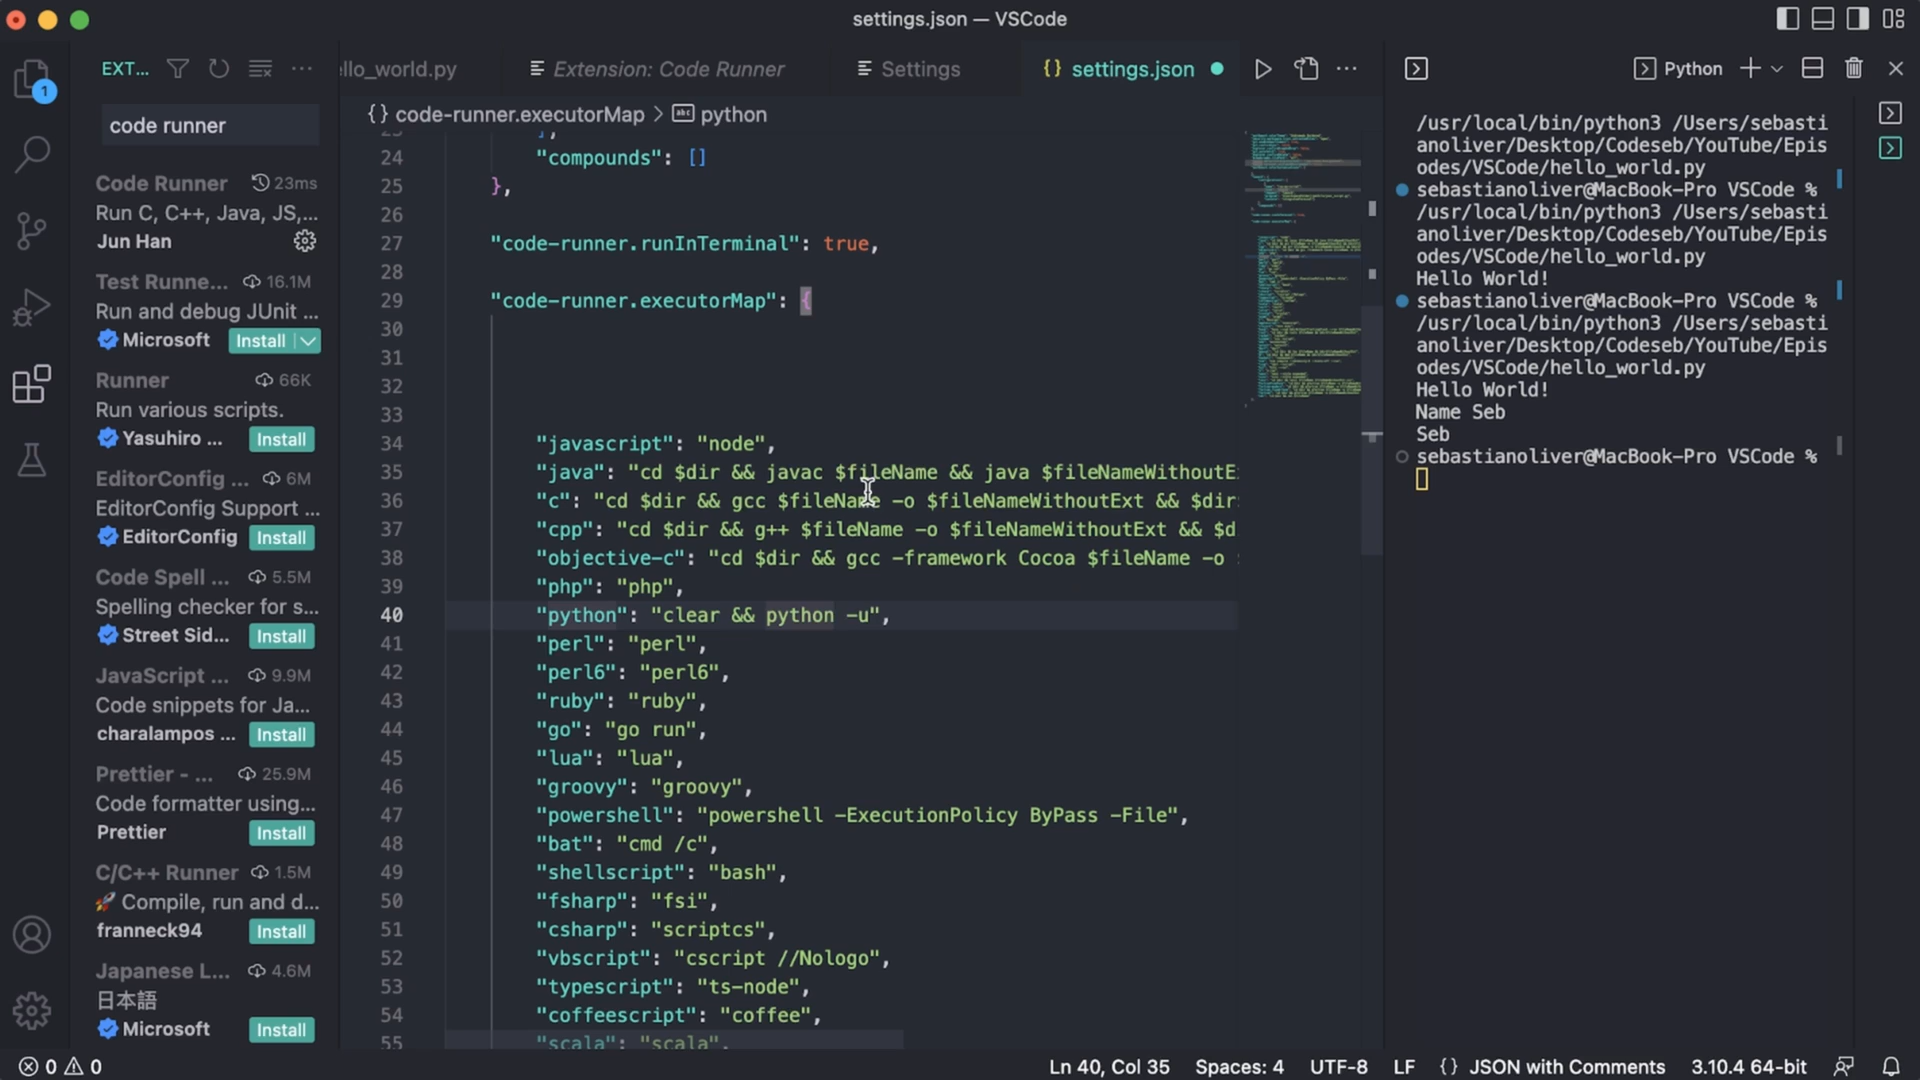 settings.json — VSCode
EXT...
ello_world.py
Extension: Code Runner
Settings
{} settings.json
Python
1
code runner
{} code-runner.executorMap > abc python
Code Runner 23ms
Run C, C++, Java, JS,...
Jun Han
Test Runne... 16.1M
Run and debug JUnit ...
Microsoft Install
Runner 66K
Run various scripts.
Yasuhiro ... Install
EditorConfig ... 6M
EditorConfig Support ...
EditorConfig Install
Code Spell ... 5.5M
Spelling checker for s...
Street Sid... Install
JavaScript ... 9.9M
Code snippets for Ja...
charalampos ... Install
Prettier - ... 25.9M
Code formatter using...
Prettier Install
C/C++ Runner 1.5M
🚀 Compile, run and d...
franneck94 Install
Japanese L... 4.6M
日本語
Microsoft Install
23 ],
24 "compounds": []
25 },
26
27 "code-runner.runInTerminal": true,
28
29 "code-runner.executorMap": {
30
31
32
33
34 "javascript": "node",
35 "java": "cd $dir && javac $fileName && java $fileNameWithoutE
36 "c": "cd $dir && gcc $fileName -o $fileNameWithoutExt && $dir
37 "cpp": "cd $dir && g++ $fileName -o $fileNameWithoutExt && $d
38 "objective-c": "cd $dir && gcc -framework Cocoa $fileName -o
39 "php": "php",
40 "python": "clear && python -u",
41 "perl": "perl",
42 "perl6": "perl6",
43 "ruby": "ruby",
44 "go": "go run",
45 "lua": "lua",
46 "groovy": "groovy",
47 "powershell": "powershell -ExecutionPolicy ByPass -File",
48 "bat": "cmd /c",
49 "shellscript": "bash",
50 "fsharp": "fsi",
51 "csharp": "scriptcs",
52 "vbscript": "cscript //Nologo",
53 "typescript": "ts-node",
54 "coffeescript": "coffee",
55 "scala": "scala",
/usr/local/bin/python3 /Users/sebasti
anoliver/Desktop/Codeseb/YouTube/Epis
odes/VSCode/hello_world.py
sebastianoliver@MacBook-Pro VSCode %
/usr/local/bin/python3 /Users/sebasti
anoliver/Desktop/Codeseb/YouTube/Epis
odes/VSCode/hello_world.py
Hello World!
sebastianoliver@MacBook-Pro VSCode %
/usr/local/bin/python3 /Users/sebasti
anoliver/Desktop/Codeseb/YouTube/Epis
odes/VSCode/hello_world.py
Hello World!
Name Seb
Seb
sebastianoliver@MacBook-Pro VSCode %
0 0
Ln 40, Col 35 Spaces: 4 UTF-8 LF {} JSON with Comments 3.10.4 64-bit